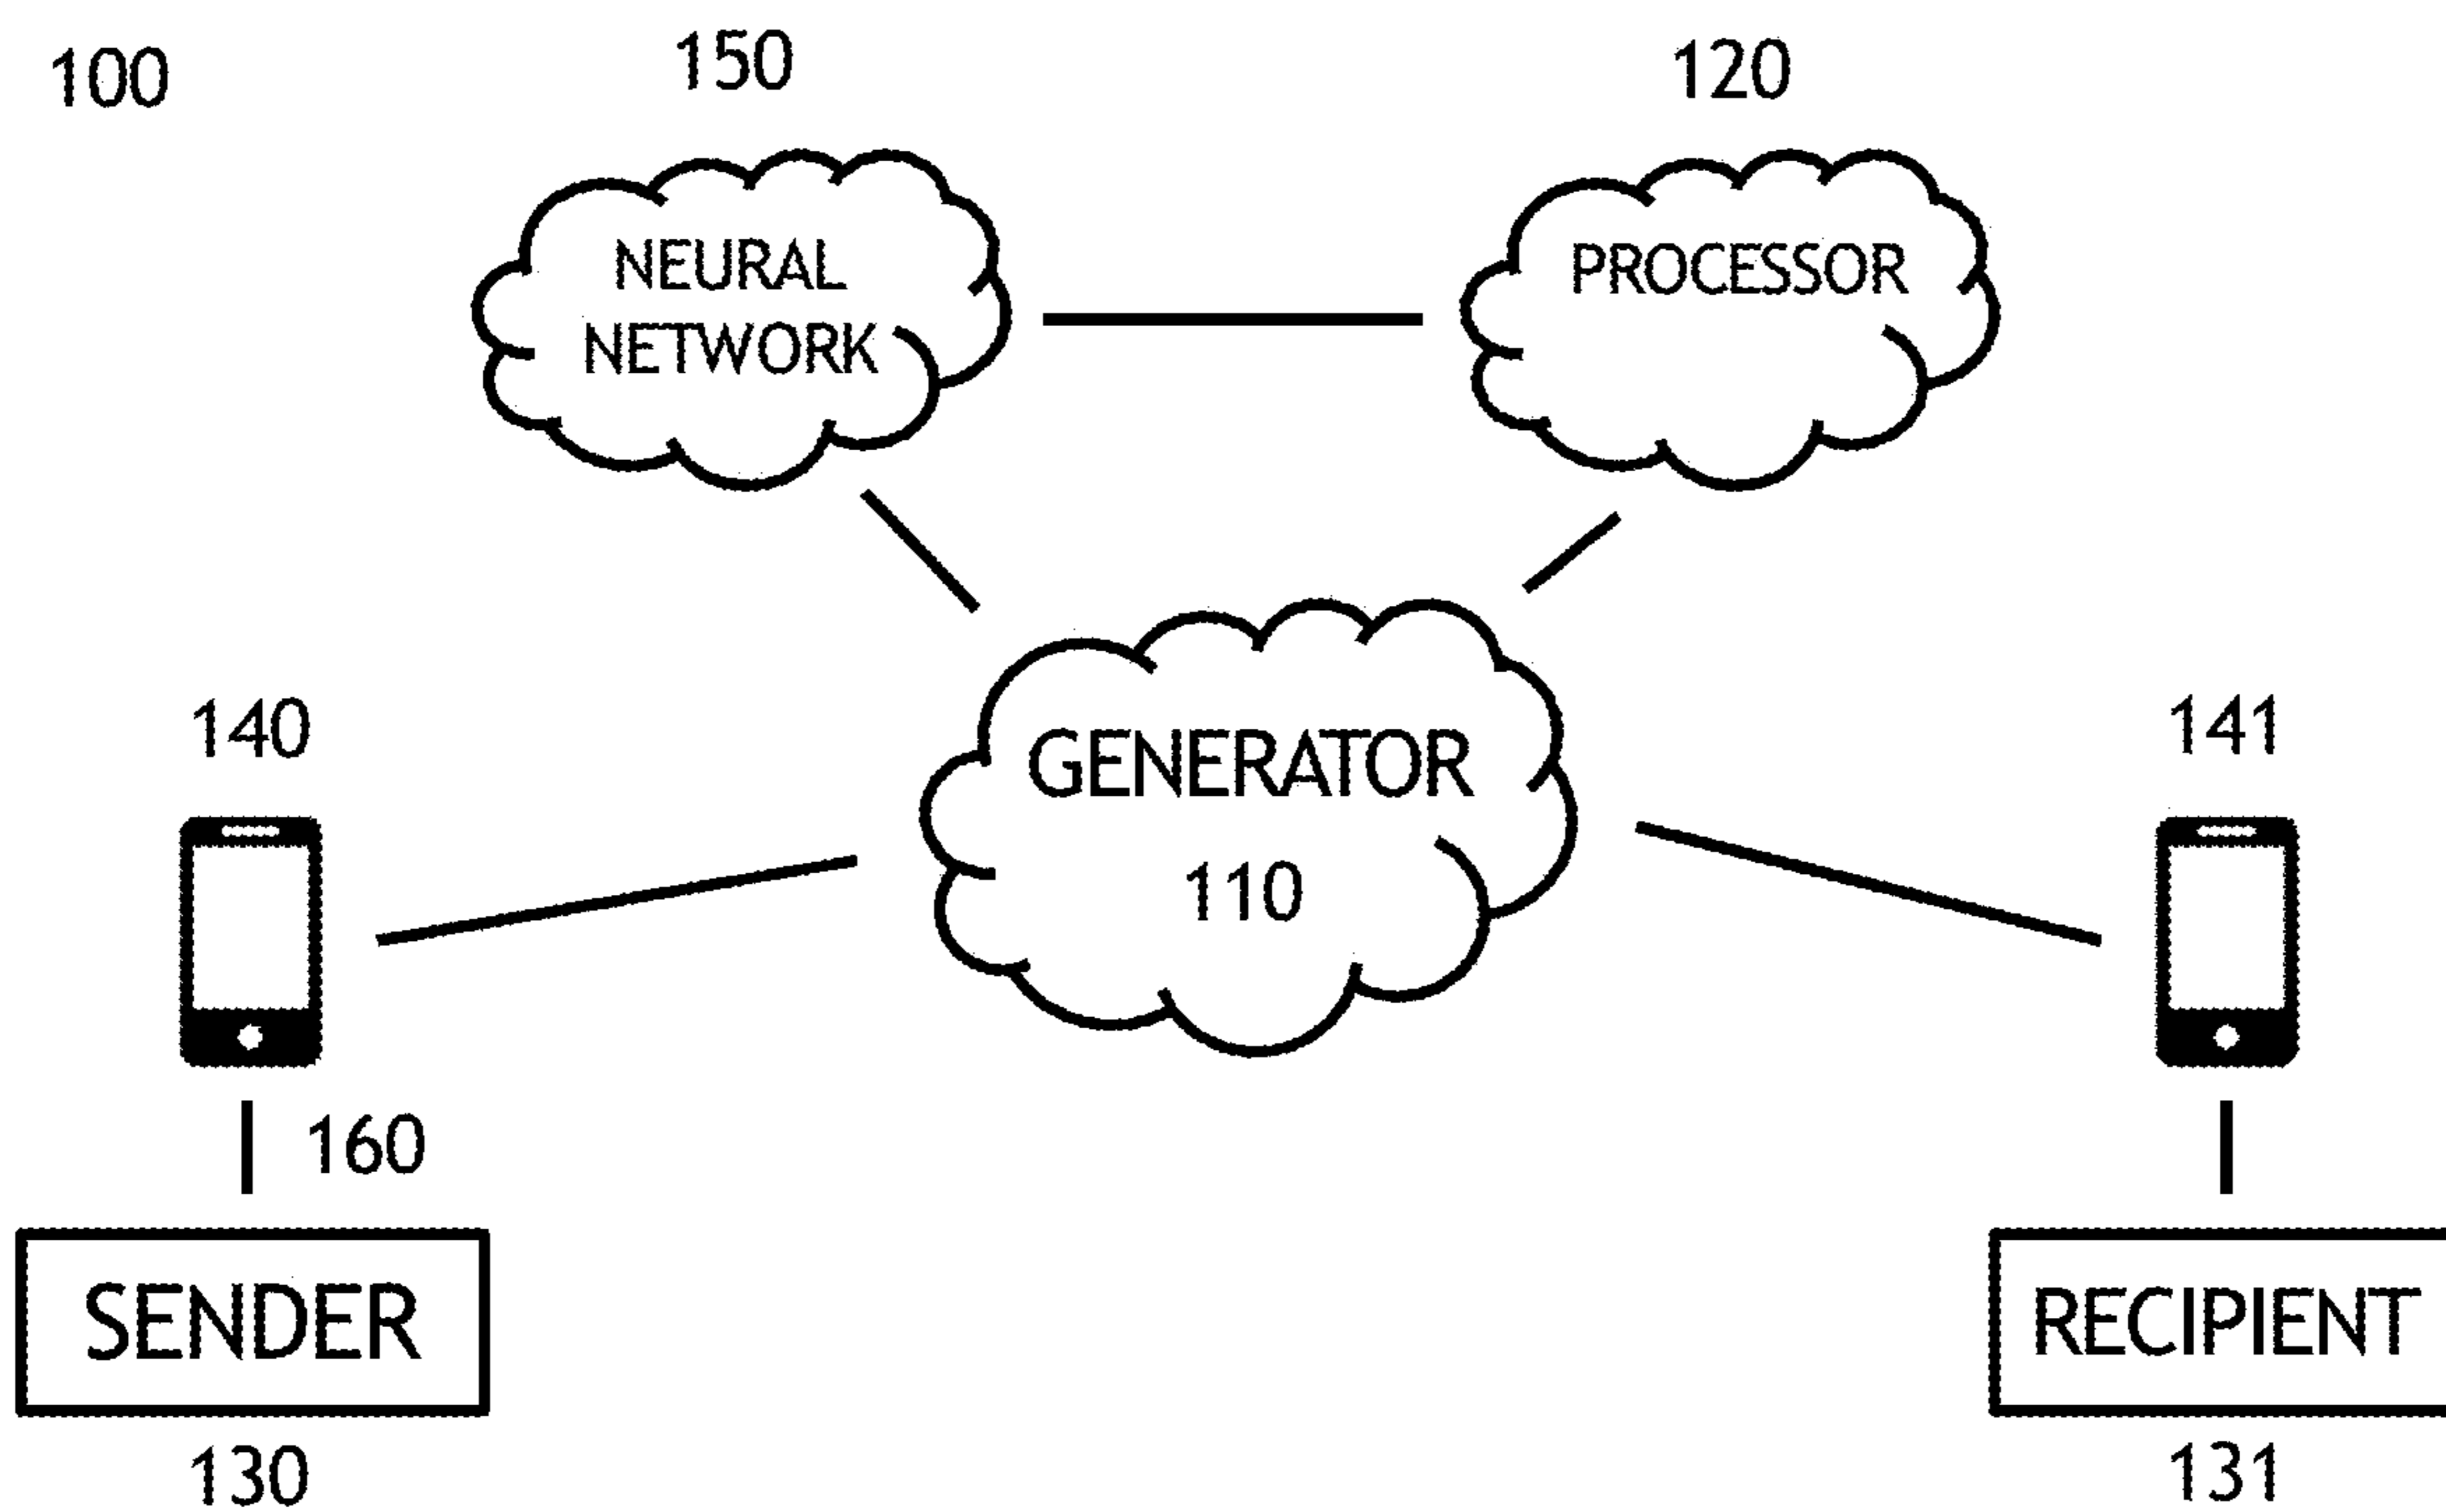 100
150
120
NEURAL
NETWORK
PROCESSOR
140
GENERATOR
110
141
160
SENDER
130
RECIPIENT
131